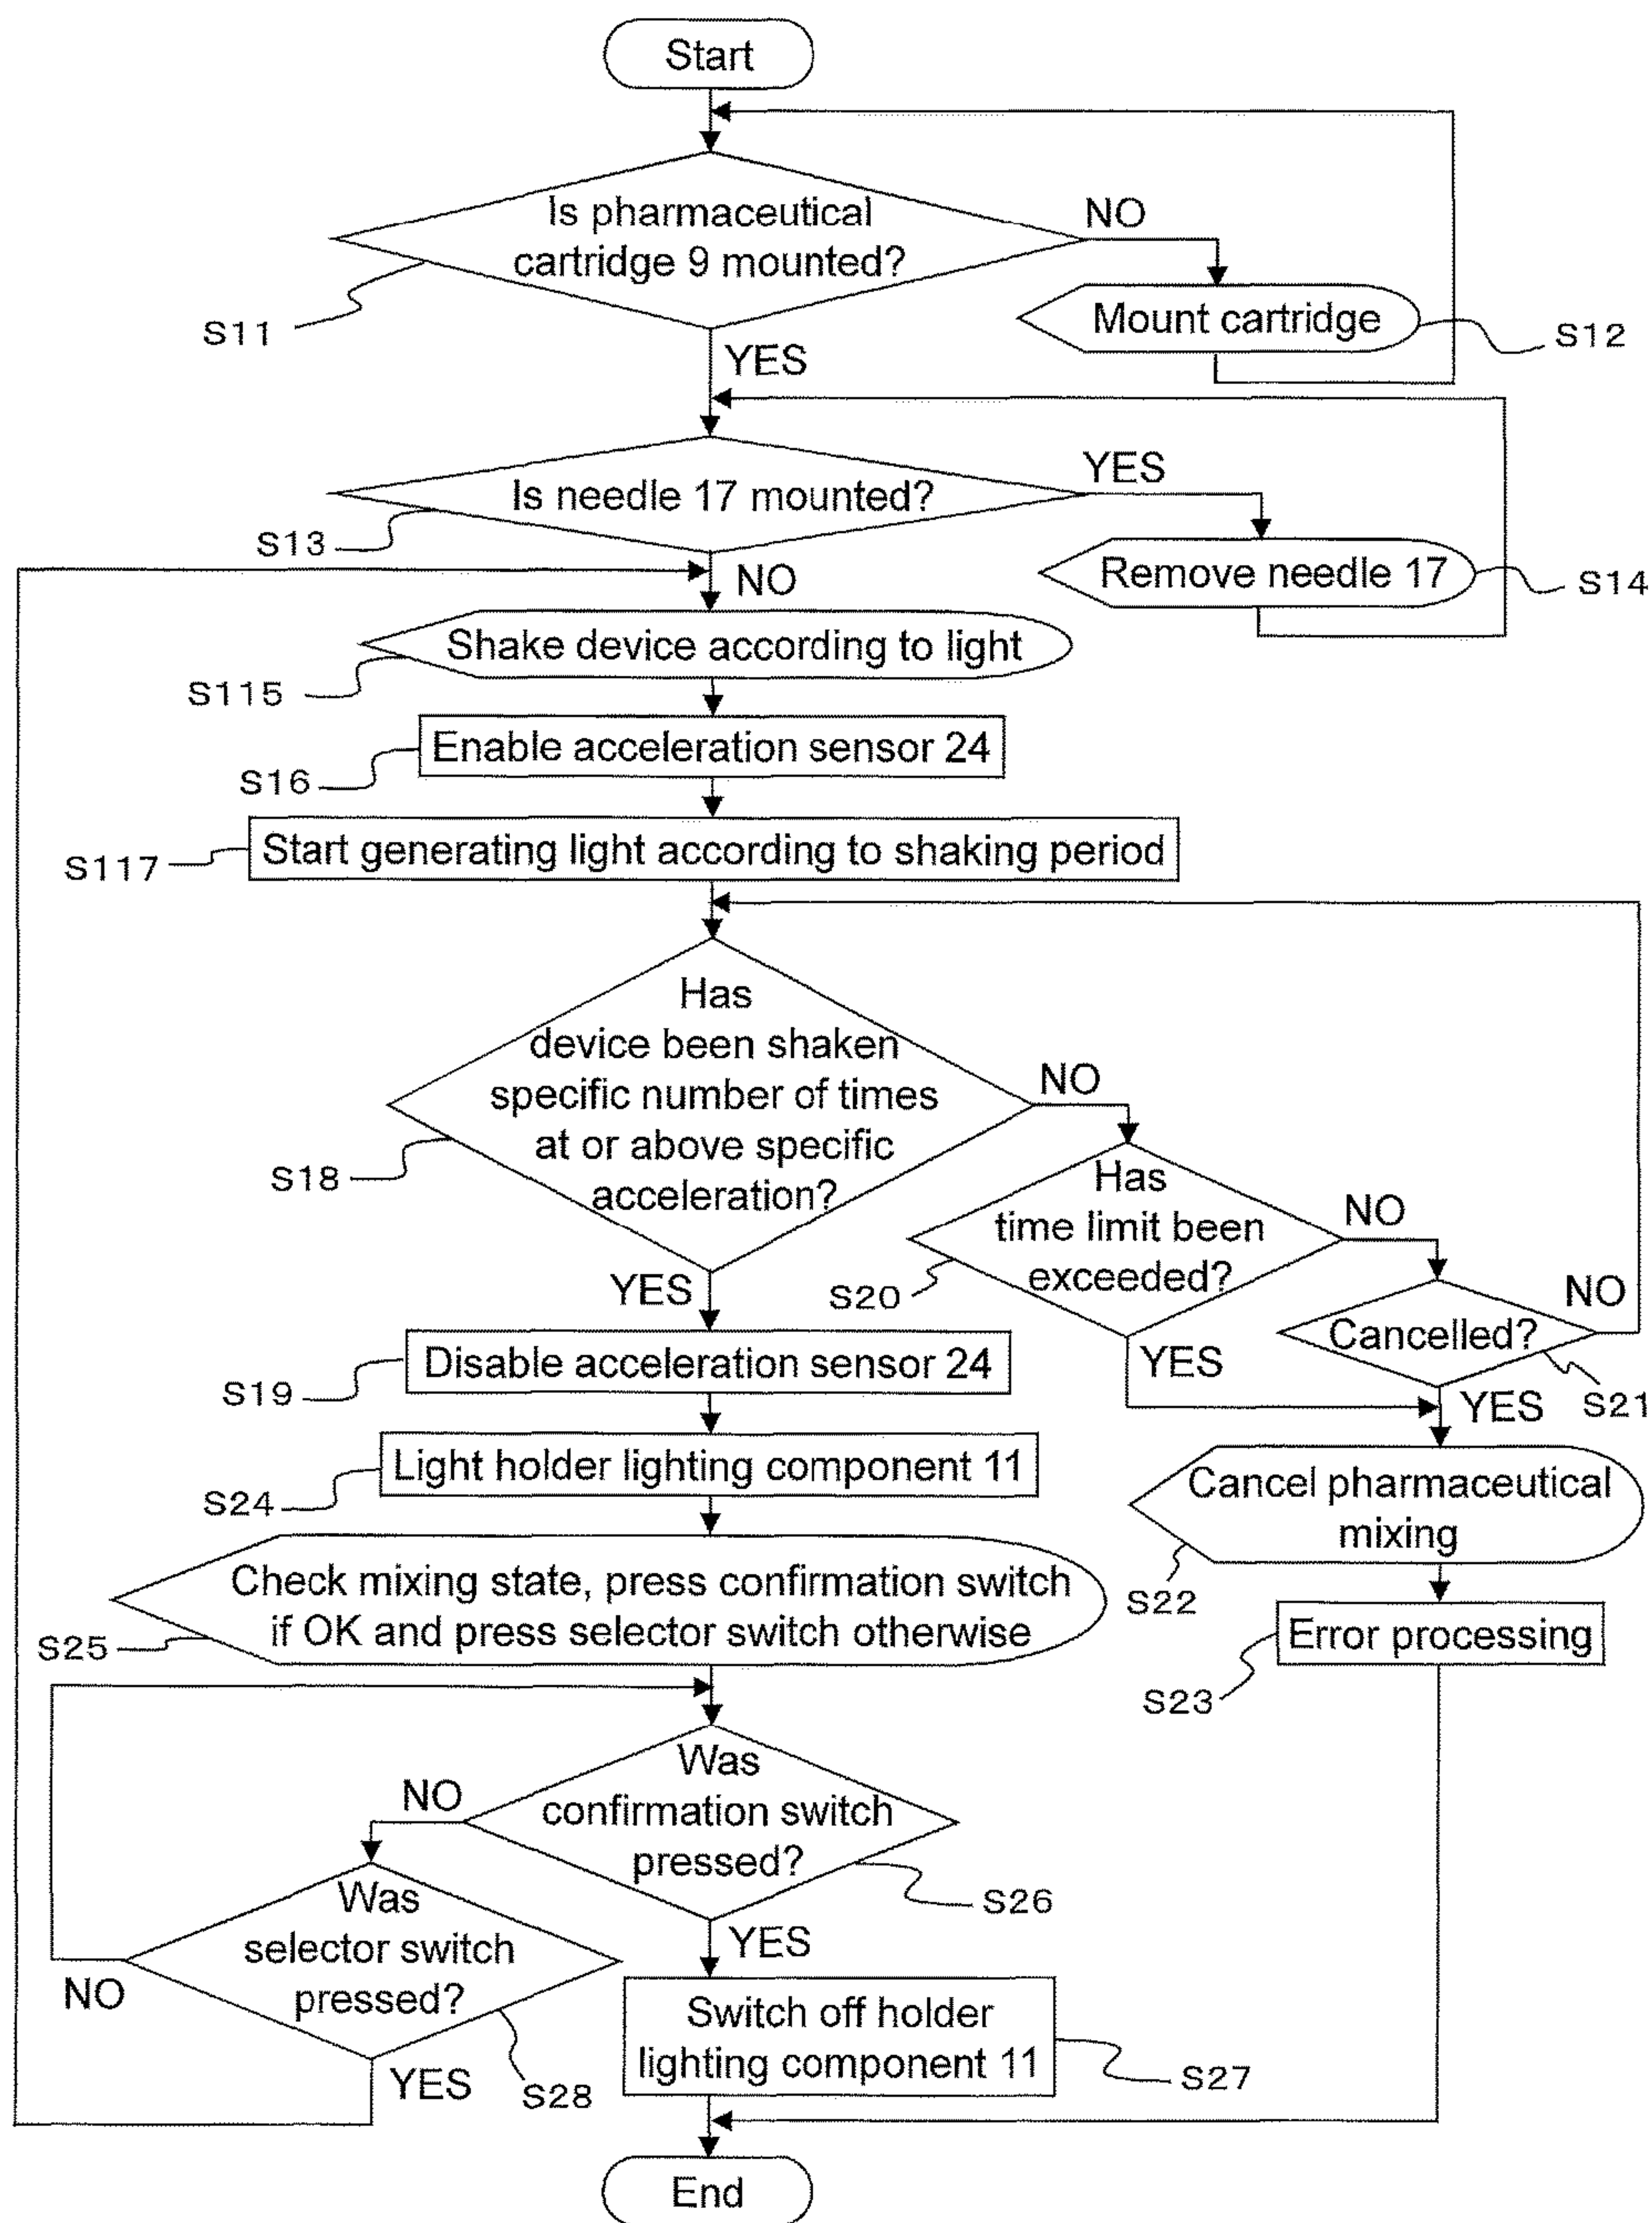 Start
Is pharmaceutical
cartridge 9 mounted?
NO
S11
Mount cartridge
S12
YES
Is needle 17 mounted?
YES
S13
NO
Remove needle 17
S14
Shake device according to light
S115
Enable acceleration sensor 24
S16
Start generating light according to shaking period
S117
Has
device been shaken
specific number of times
at or above specific
acceleration?
NO
S18
Has
time limit been
exceeded?
NO
S20
YES
Cancelled?
NO
S21
YES
YES
Disable acceleration sensor 24
S19
Light holder lighting component 11
S24
Cancel pharmaceutical
mixing
S22
Check mixing state, press confirmation switch
if OK and press selector switch otherwise
S25
Error processing
S23
Was
confirmation switch
pressed?
NO
S26
YES
Was
selector switch
pressed?
NO
S28
YES
Switch off holder
lighting component 11
S27
End